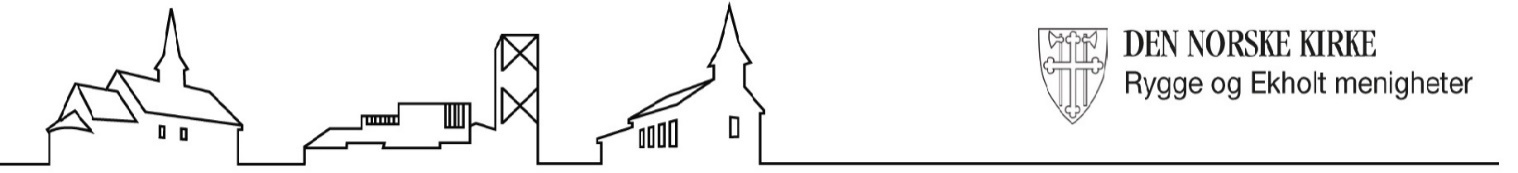 DEN NORSKE KIRKE
Rygge og Ekholt menigheter